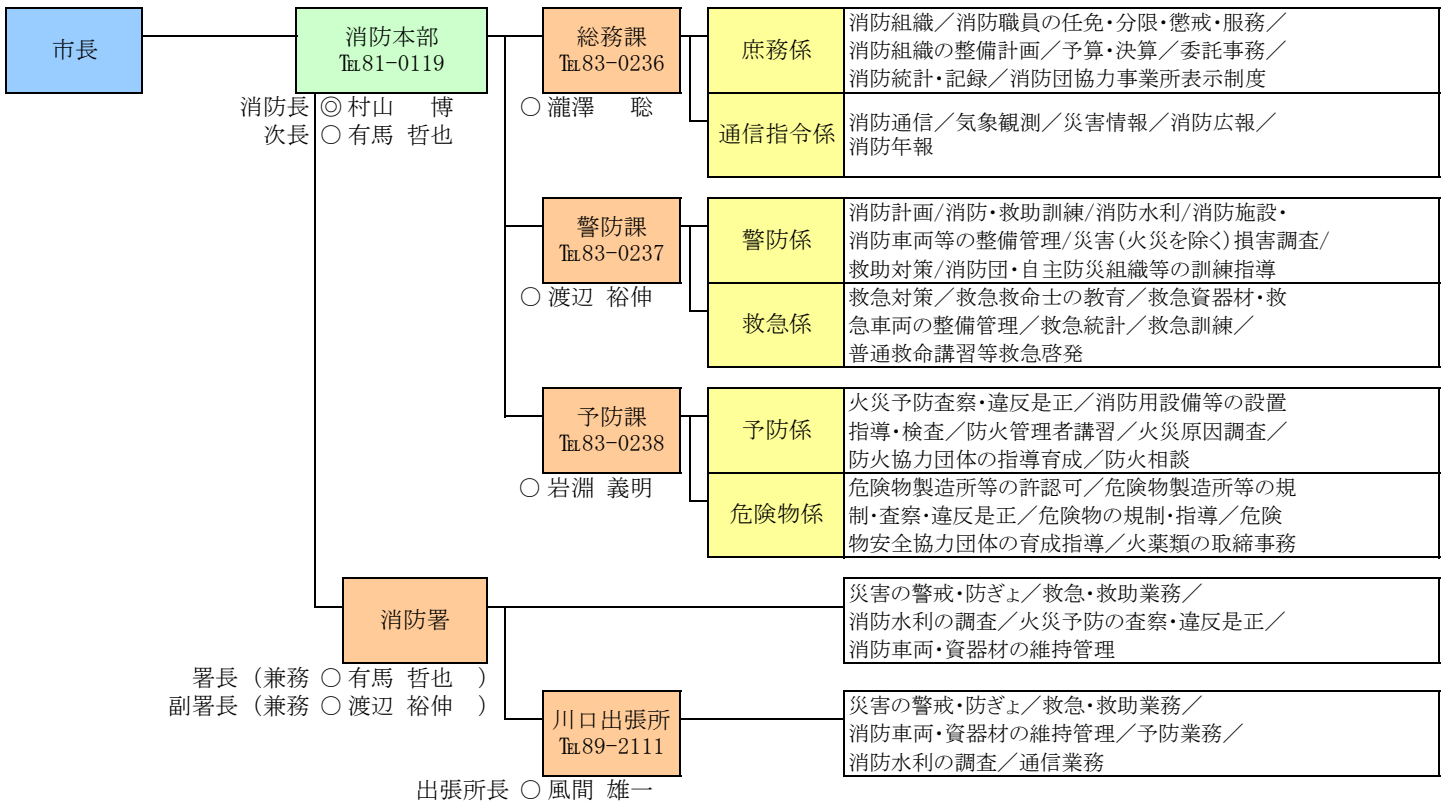 市長
消防本部
℡81-0119
消防長 ◎ 村山 博
次長 ○ 有馬 哲也
総務課
℡83-0236
○ 瀧澤 聡
庶務係
消防組織／消防職員の任免・分限・懲戒・服務／
消防組織の整備計画／予算・決算／委託事務／
消防統計・記録／消防団協力事業所表示制度
通信指令係
消防通信／気象観測／災害情報／消防広報／
消防年報
警防課
℡83-0237
○ 渡辺 裕伸
警防係
消防計画/消防・救助訓練/消防水利/消防施設・
消防車両等の整備管理/災害（火災を除く）損害調査/
救助対策/消防団・自主防災組織等の訓練指導
救急係
救急対策／救急救命士の教育／救急資器材・救
急車両の整備管理／救急統計／救急訓練／
普通救命講習等救急啓発
予防課
℡83-0238
○ 岩淵 義明
予防係
火災予防査察・違反是正／消防用設備等の設置
指導・検査／防火管理者講習／火災原因調査／
防火協力団体の指導育成／防火相談
危険物係
危険物製造所等の許認可／危険物製造所等の規
制・査察・違反是正／危険物の規制・指導／危険
物安全協力団体の育成指導／火薬類の取締事務
消防署
署長（兼務 ○ 有馬 哲也 ）
副署長（兼務 ○ 渡辺 裕伸 ）
災害の警戒・防ぎょ／救急・救助業務／
消防水利の調査／火災予防の査察・違反是正／
消防車両・資器材の維持管理
川口出張所
℡89-2111
出張所長 ○ 風間 雄一
災害の警戒・防ぎょ／救急・救助業務／
消防車両・資器材の維持管理／予防業務／
消防水利の調査／通信業務